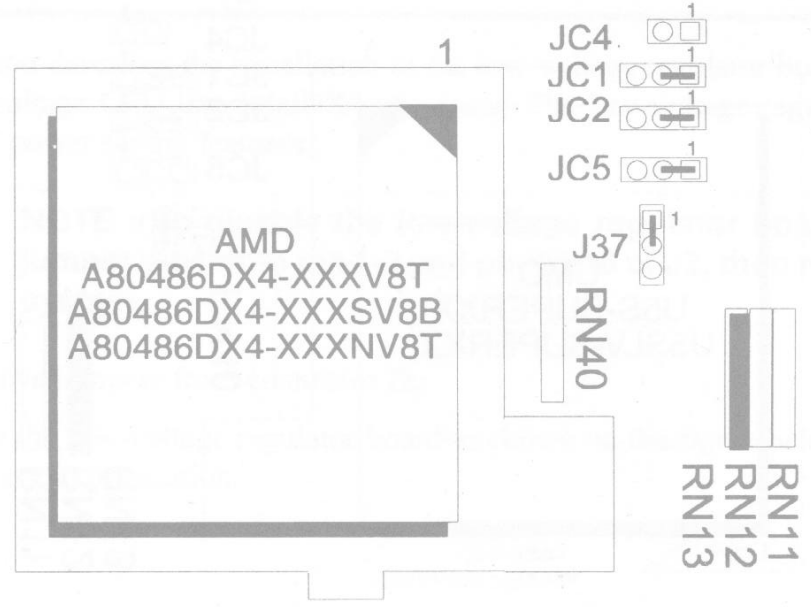 1
JC4
1
JC1
1
JC2
1
JC5
1
J37
1
AMD
A80486DX4-XXXV8T
A80486DX4-XXXSV8B
A80486DX4-XXXNV8T
RN40
RN13
RN12
RN11